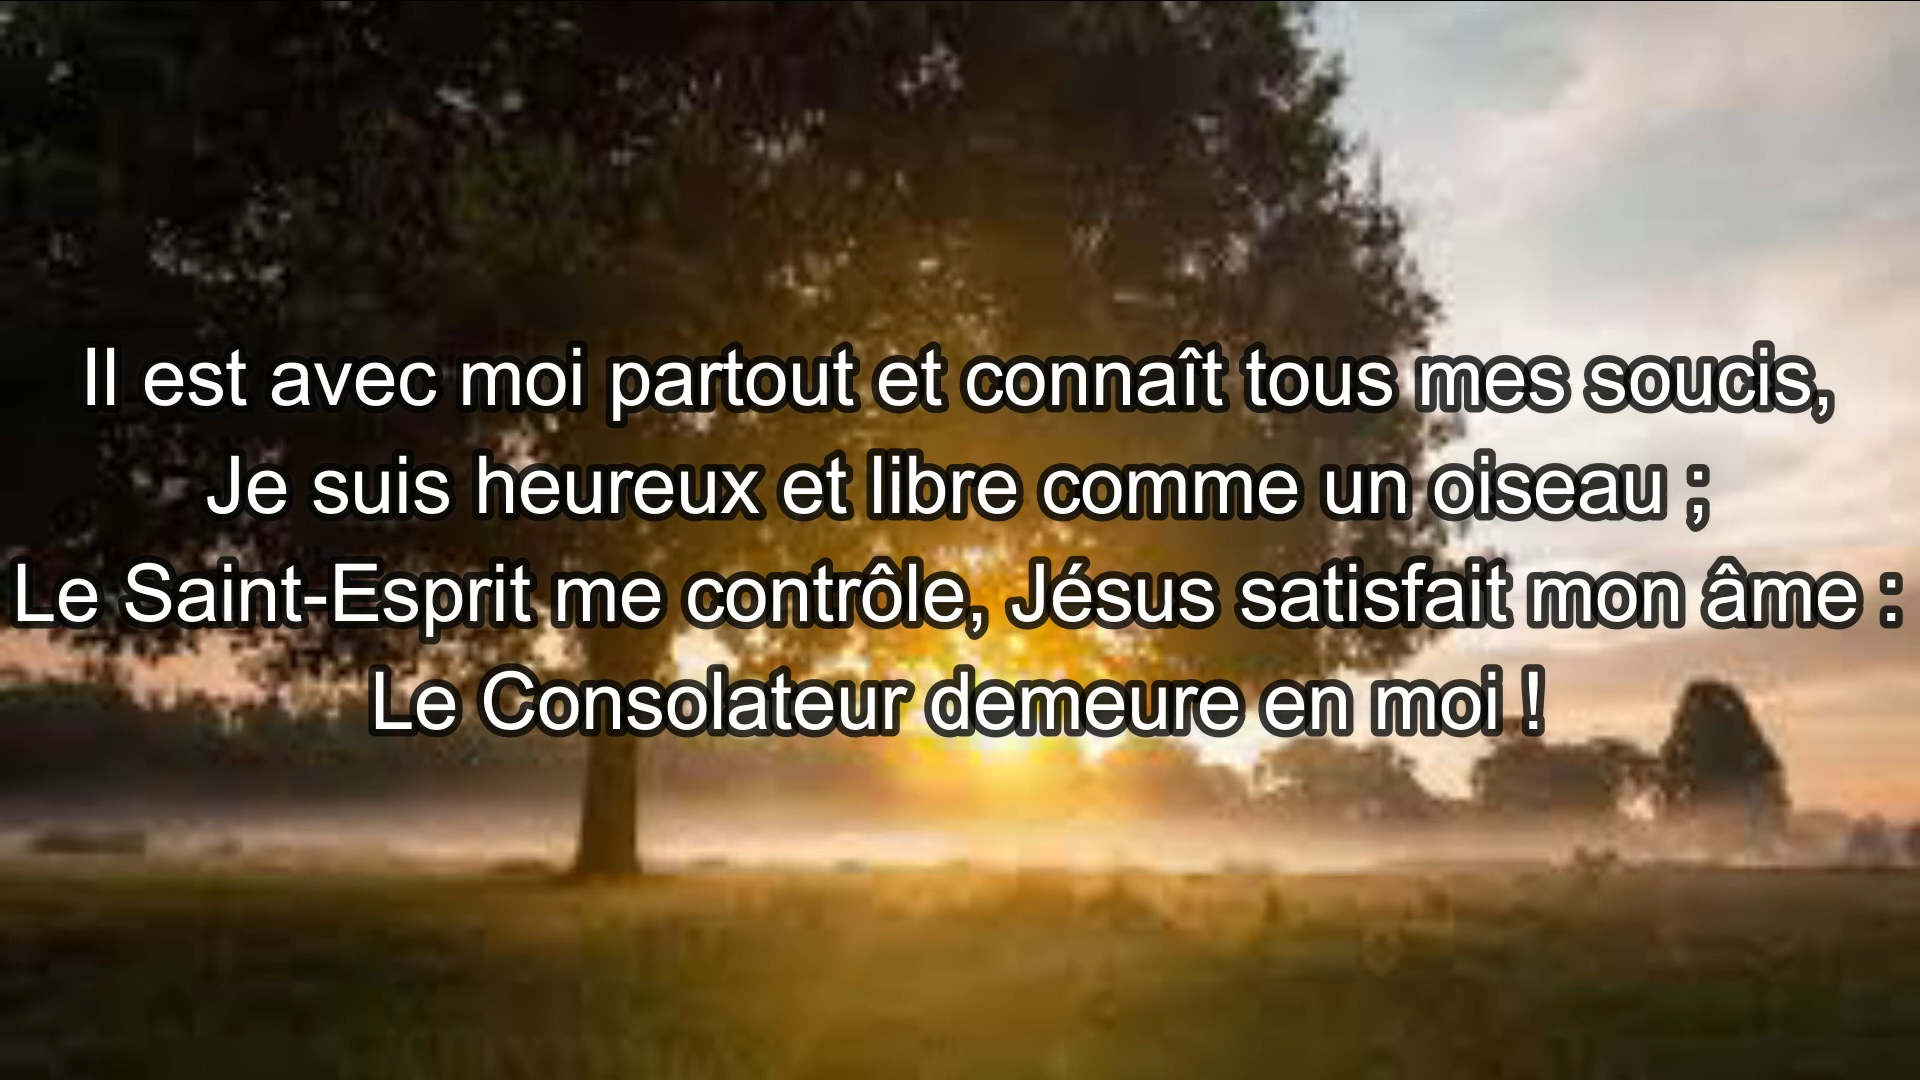 Il est avec moi partout et connaît tous mes soucis,
Je suis heureux et libre comme un oiseau ;
Le Saint-Esprit me contrôle, Jésus satisfait mon âme :
Le Consolateur demeure en moi !